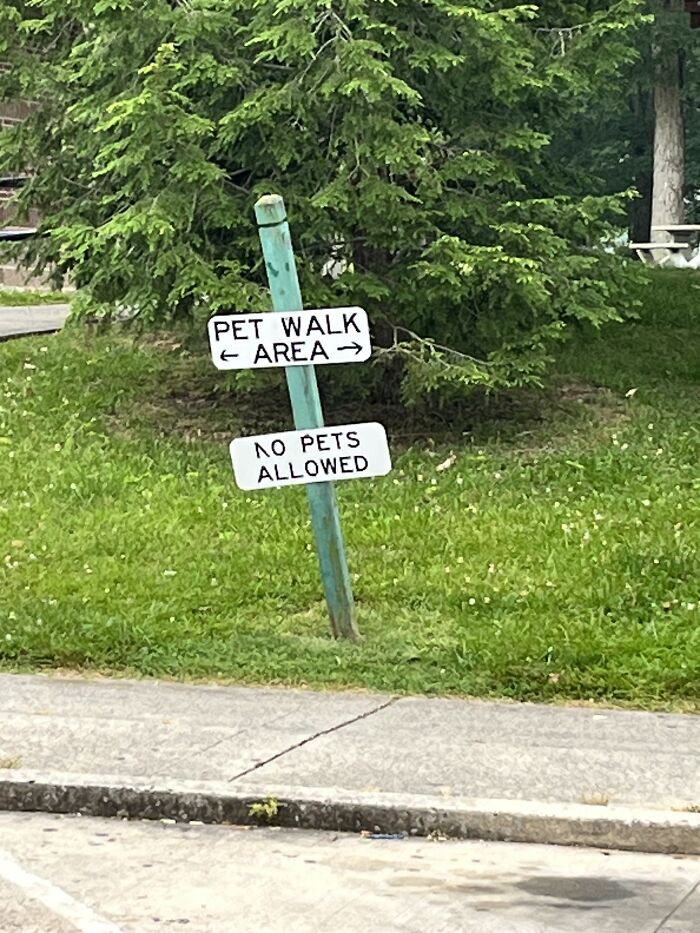 PET WALK
← AREA →
NO PETS
ALLOWED